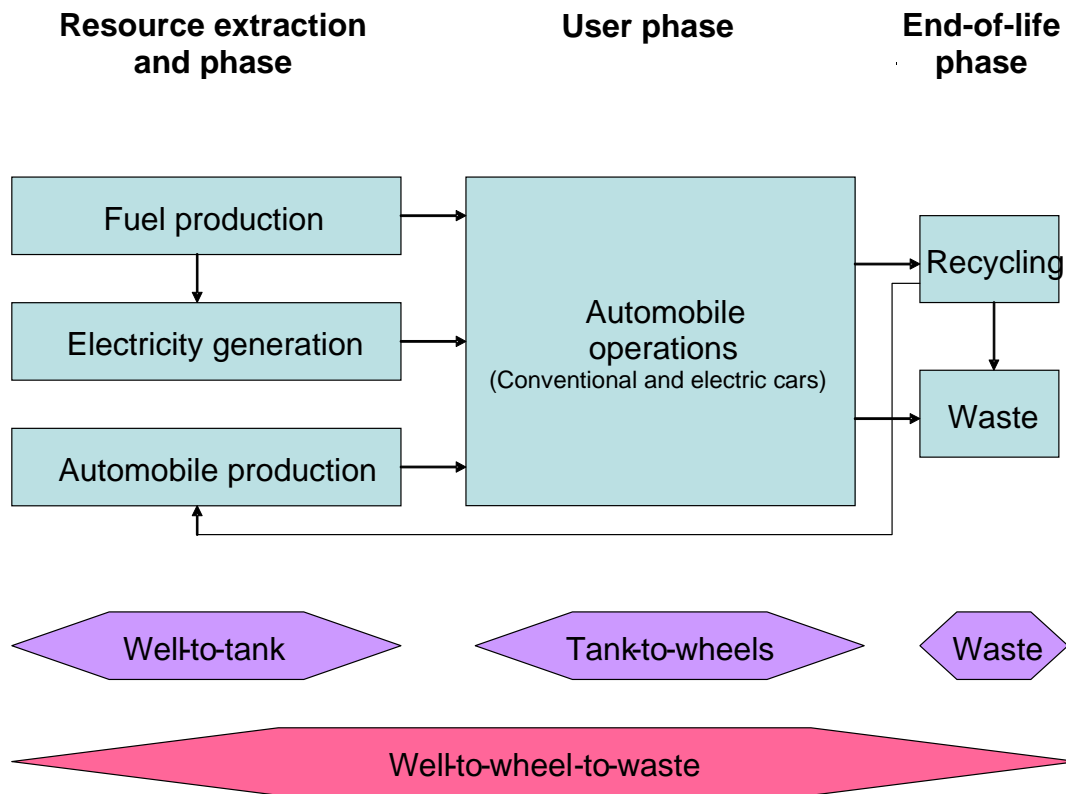 Resource extraction
and phase
User phase
End-of-life
phase
Fuel production
Electricity generation
Automobile production
Automobile
operations
(Conventional and electric cars)
Recycling
Waste
Well-to-tank
Tank-to-wheels
Waste
Well-to-wheel-to-waste